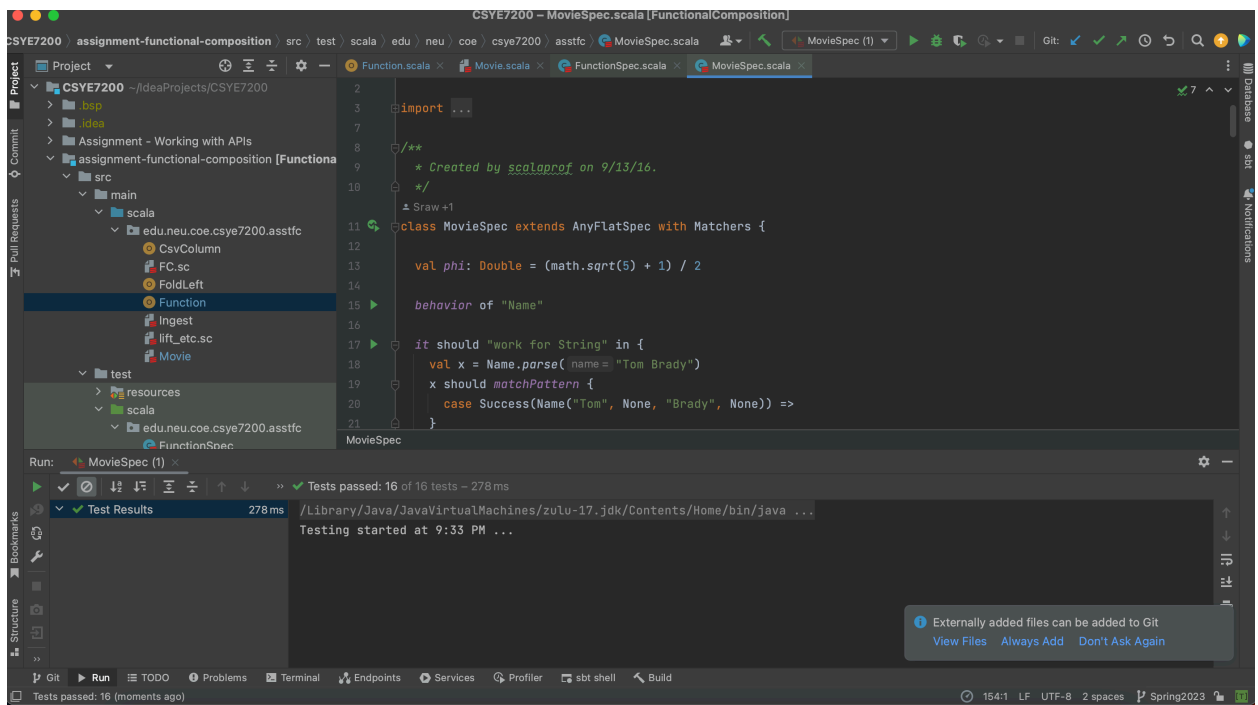 CSYE7200 – MovieSpec.scala [FunctionalComposition]
CSYE7200 〉 assignment-functional-composition 〉 src 〉 test 〉 scala 〉 edu 〉 neu 〉 coe 〉 csye7200 〉 asstfc 〉 MovieSpec.scala MovieSpec (1) Git:
Project Function.scala Movie.scala FunctionSpec.scala MovieSpec.scala
Project
Commit
Pull Requests
CSYE7200 ~/IdeaProjects/CSYE7200
.bsp
.idea
Assignment - Working with APIs
assignment-functional-composition [Functiona
src
main
scala
edu.neu.coe.csye7200.asstfc
CsvColumn
FC.sc
FoldLeft
Function
Ingest
lift_etc.sc
Movie
test
resources
scala
edu.neu.coe.csye7200.asstfc
FunctionSpec
2
3 import ...
7
8 /**
9 * Created by scalaprof on 9/13/16.
10 */
Sraw +1
11 class MovieSpec extends AnyFlatSpec with Matchers {
12
13 val phi: Double = (math.sqrt(5) + 1) / 2
14
15 behavior of "Name"
16
17 it should "work for String" in {
18 val x = Name.parse( name = "Tom Brady")
19 x should matchPattern {
20 case Success(Name("Tom", None, "Brady", None)) =>
21 }
MovieSpec
7
Database
sbt
Notifications
Run: MovieSpec (1)
» Tests passed: 16 of 16 tests – 278 ms
Test Results 278 ms
/Library/Java/JavaVirtualMachines/zulu-17.jdk/Contents/Home/bin/java ...
Testing started at 9:33 PM ...
Bookmarks
Structure
»
Externally added files can be added to Git
View Files Always Add Don't Ask Again
Git Run TODO Problems Terminal Endpoints Services Profiler sbt shell Build
Tests passed: 16 (moments ago) 154:1 LF UTF-8 2 spaces Spring2023